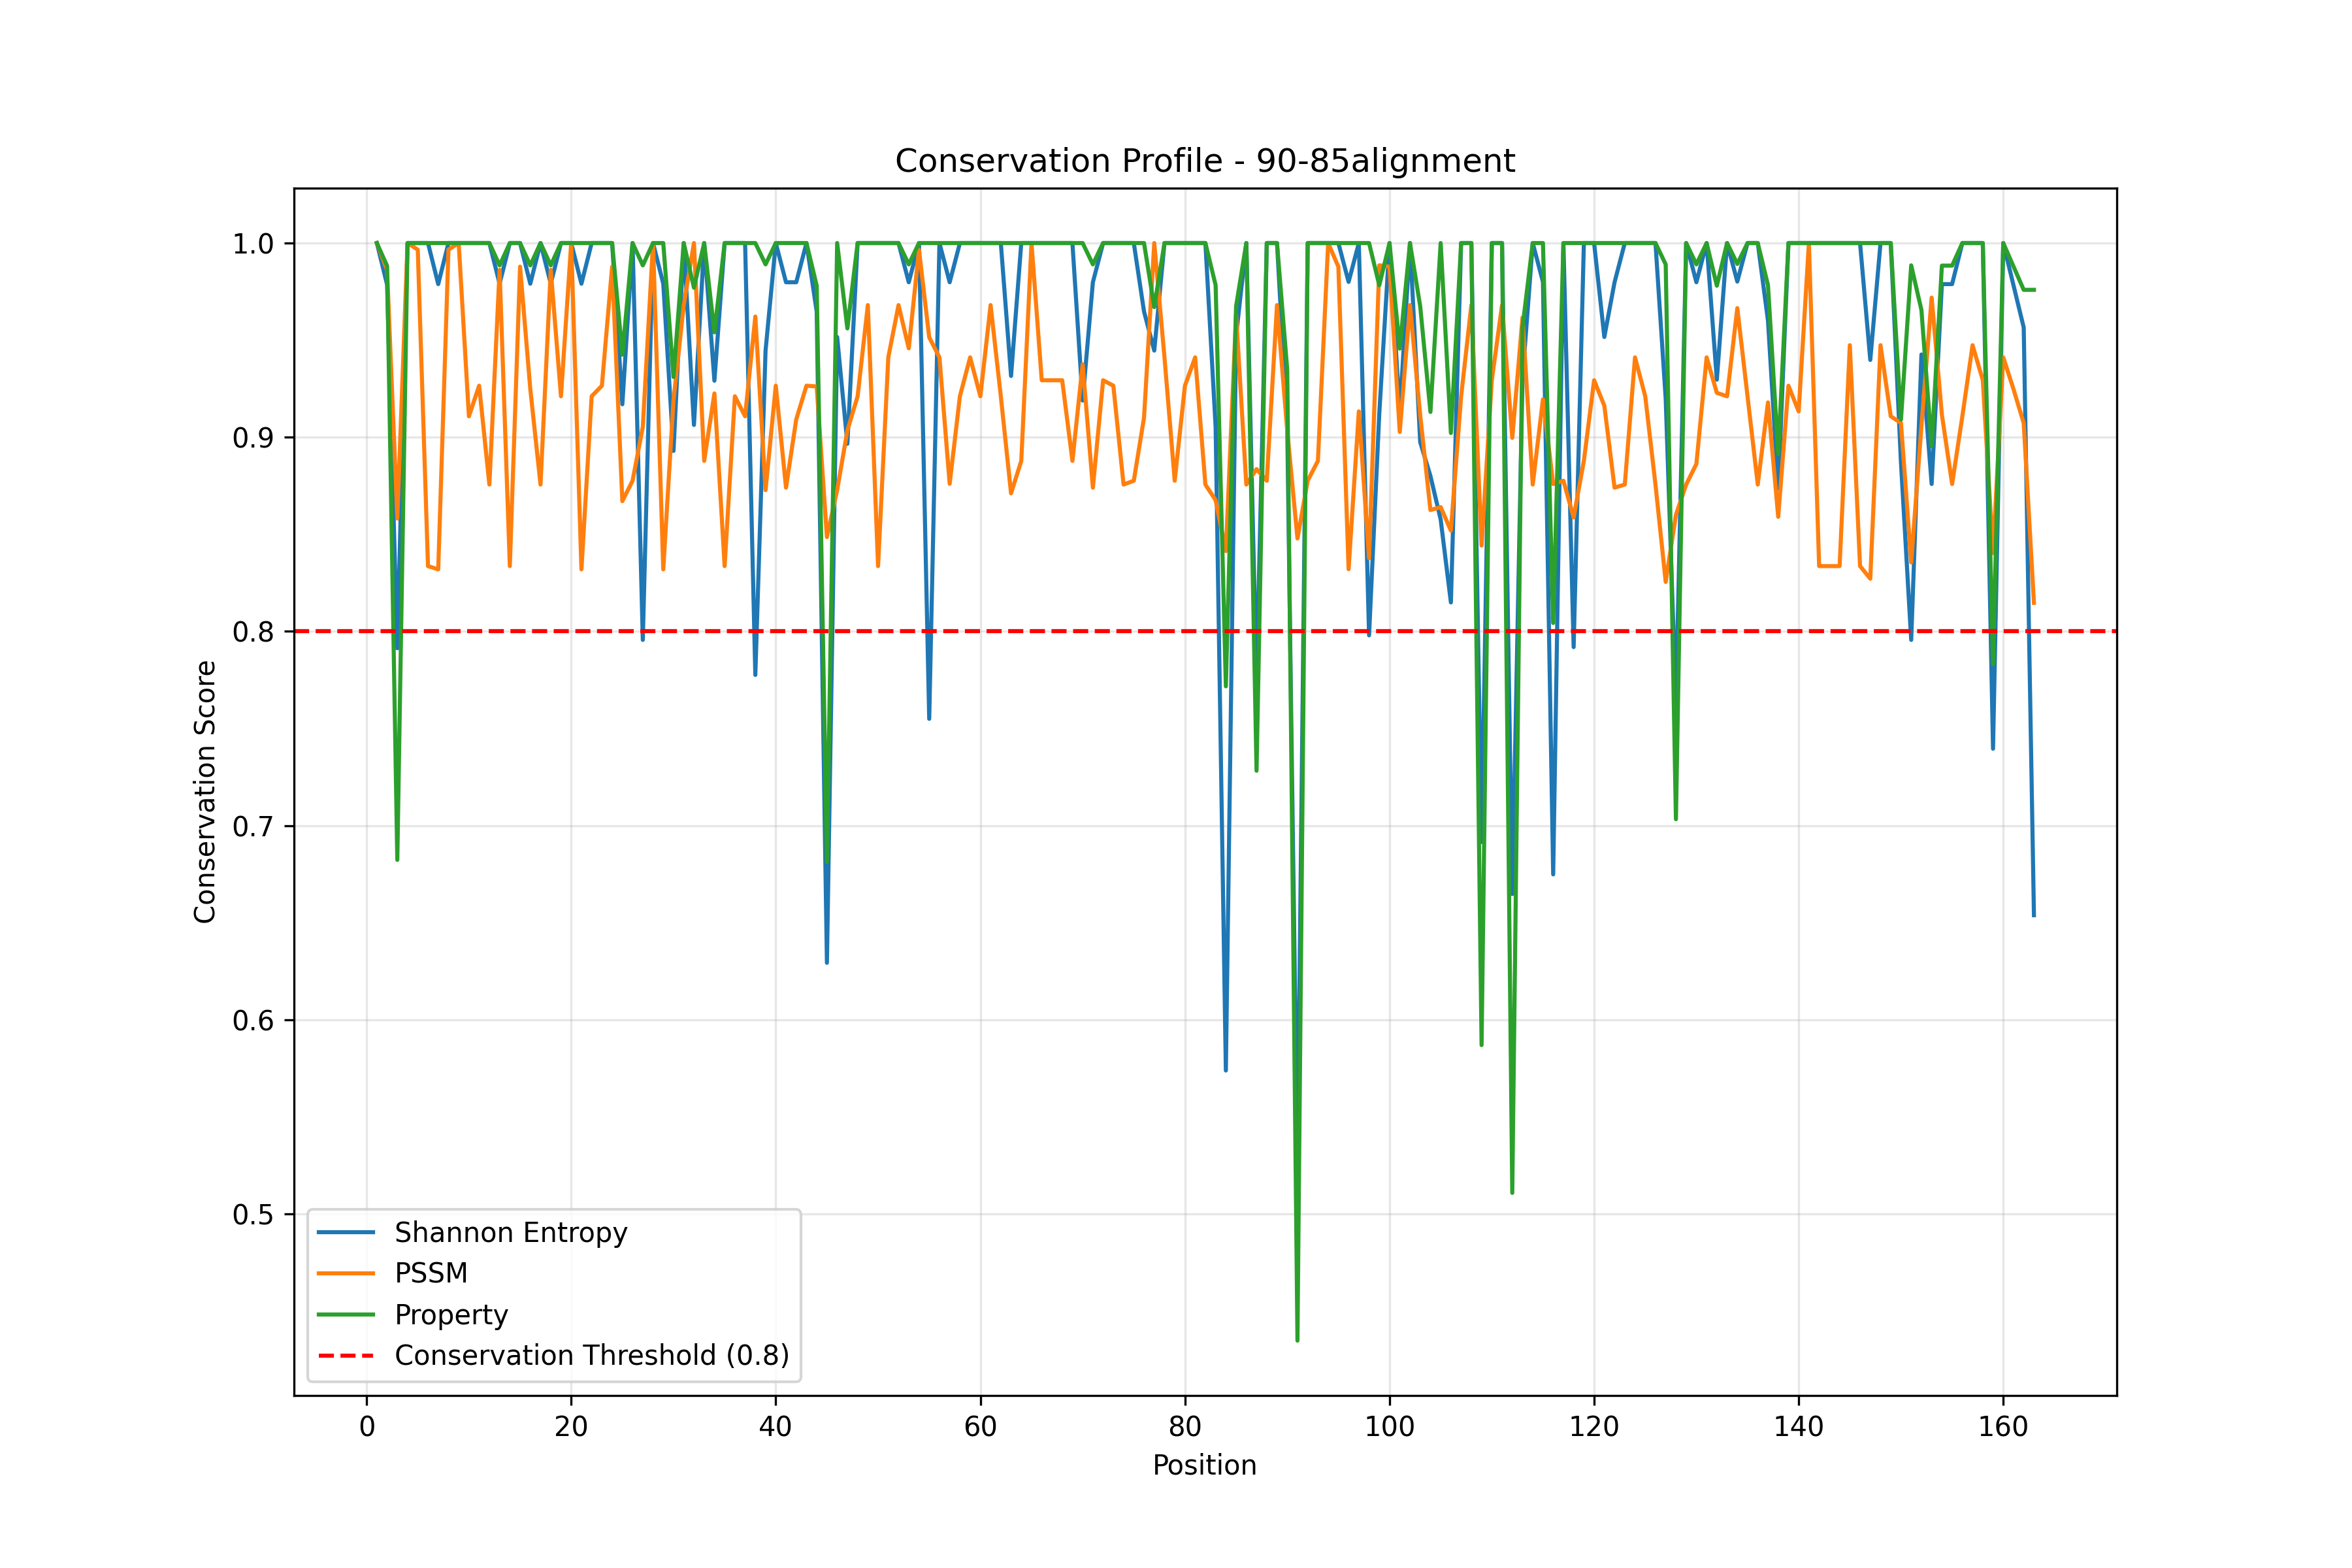 Conservation Profile - 90-85alignment
1.0
0.9
0.8
0.7
0.6
0.5
Conservation Score
Shannon Entropy
PSSM
Property
Conservation Threshold (0.8)
0 20 40 60 80 100 120 140 160
Position